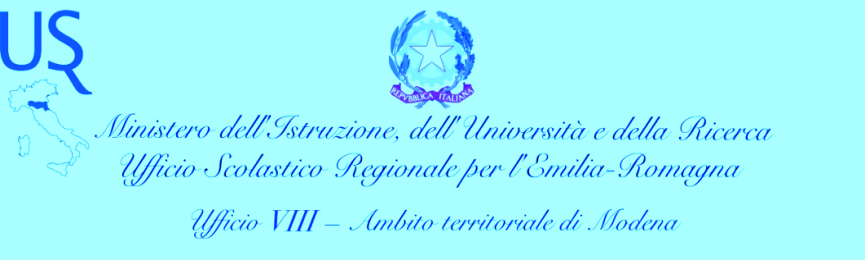 USR
REPVBBLICA ITALIANA
Ministero dell'Istruzione, dell'Università e della Ricerca
Ufficio Scolastico Regionale per l'Emilia-Romagna
Ufficio VIII – Ambito territoriale di Modena